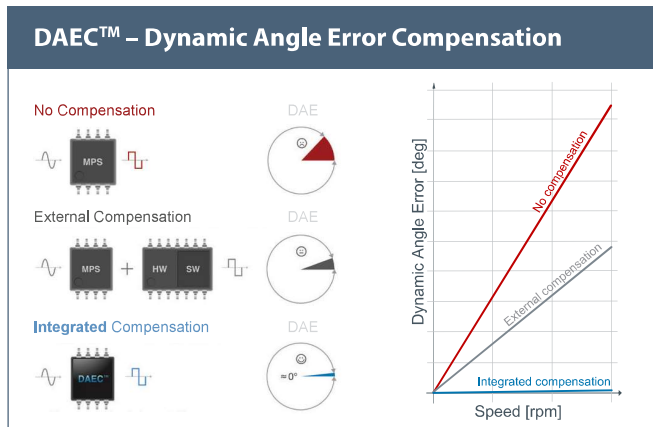 DAEC™ – Dynamic Angle Error Compensation
No Compensation
DAE
MPS
External Compensation
DAE
MPS
+
HW
SW
Integrated Compensation
DAE
DAEC™
≈0°
Dynamic Angle Error [deg]
No compensation
External compensation
Integrated compensation
Speed [rpm]